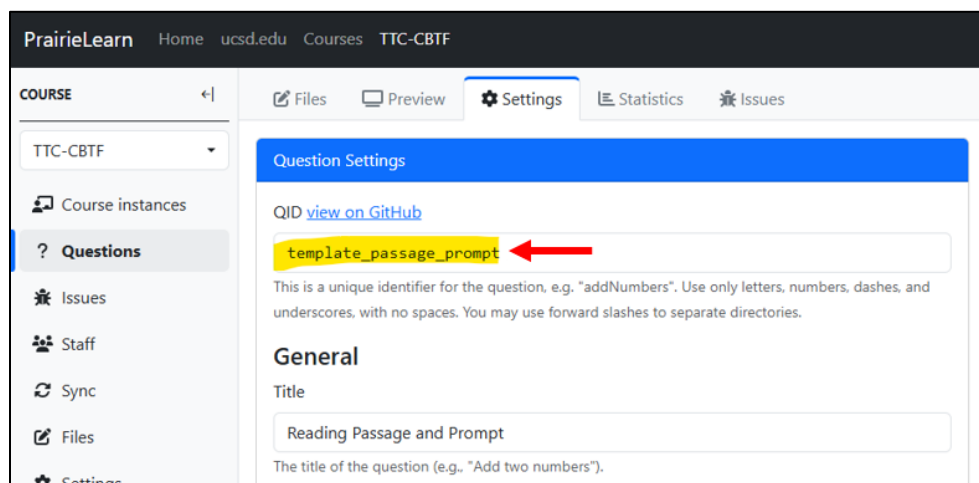 PrairieLearn Home ucsd.edu Courses TTC-CBTF
COURSE
TTC-CBTF
Course instances
? Questions
Issues
Staff
Sync
Files
Settings
Files Preview Settings Statistics Issues
Question Settings
QID view on GitHub
template_passage_prompt
This is a unique identifier for the question, e.g. "addNumbers". Use only letters, numbers, dashes, and
underscores, with no spaces. You may use forward slashes to separate directories.
General
Title
Reading Passage and Prompt
The title of the question (e.g., "Add two numbers").